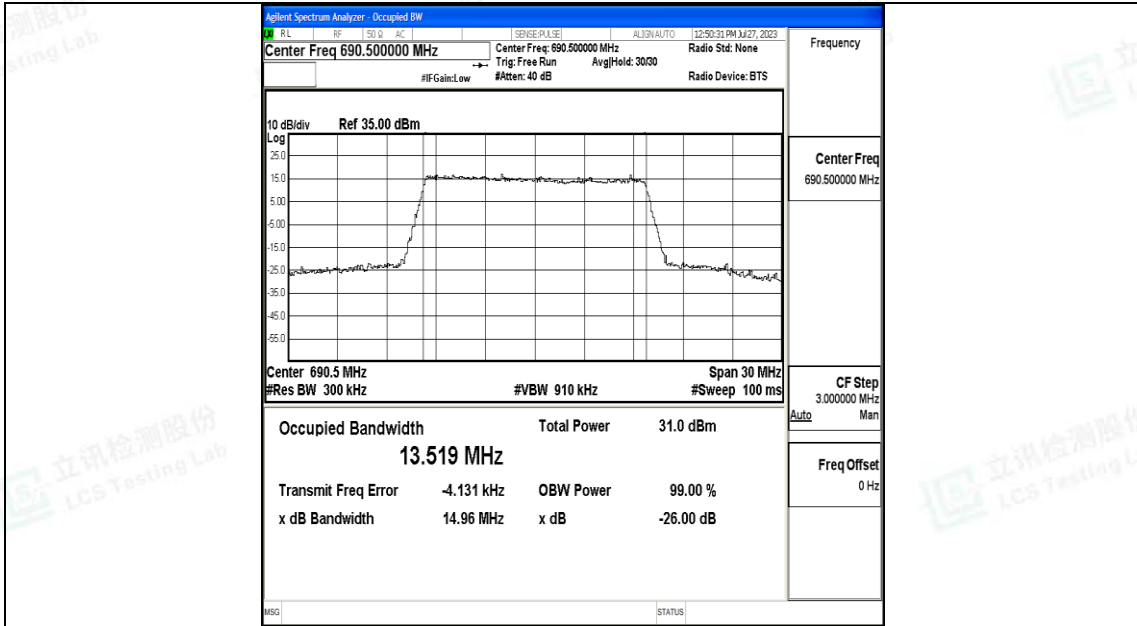 Agilent Spectrum Analyzer - Occupied BW
RL RF 50 Ω AC SENSE:PULSE ALIGN AUTO 12:50:31 PM Jul 27, 2023
Center Freq 690.500000 MHz
Center Freq: 690.500000 MHz
Radio Std: None
Trig: Free Run Avg|Hold: 30/30
#IFGain:Low
#Atten: 40 dB
Radio Device: BTS
10 dB/div Ref 35.00 dBm
Log
25.0
15.0
5.00
-5.00
-15.0
-25.0
-35.0
-45.0
-55.0
Center 690.5 MHz Span 30 MHz
#Res BW 300 kHz #VBW 910 kHz #Sweep 100 ms
Occupied Bandwidth Total Power 31.0 dBm
13.519 MHz
Transmit Freq Error -4.131 kHz OBW Power 99.00 %
x dB Bandwidth 14.96 MHz x dB -26.00 dB
MSG STATUS
Frequency
Center Freq
690.500000 MHz
CF Step
3.000000 MHz
Auto Man
Freq Offset
0 Hz
立讯检测股份
LCS Testing Lab
立讯检测股份
LCS Testing L